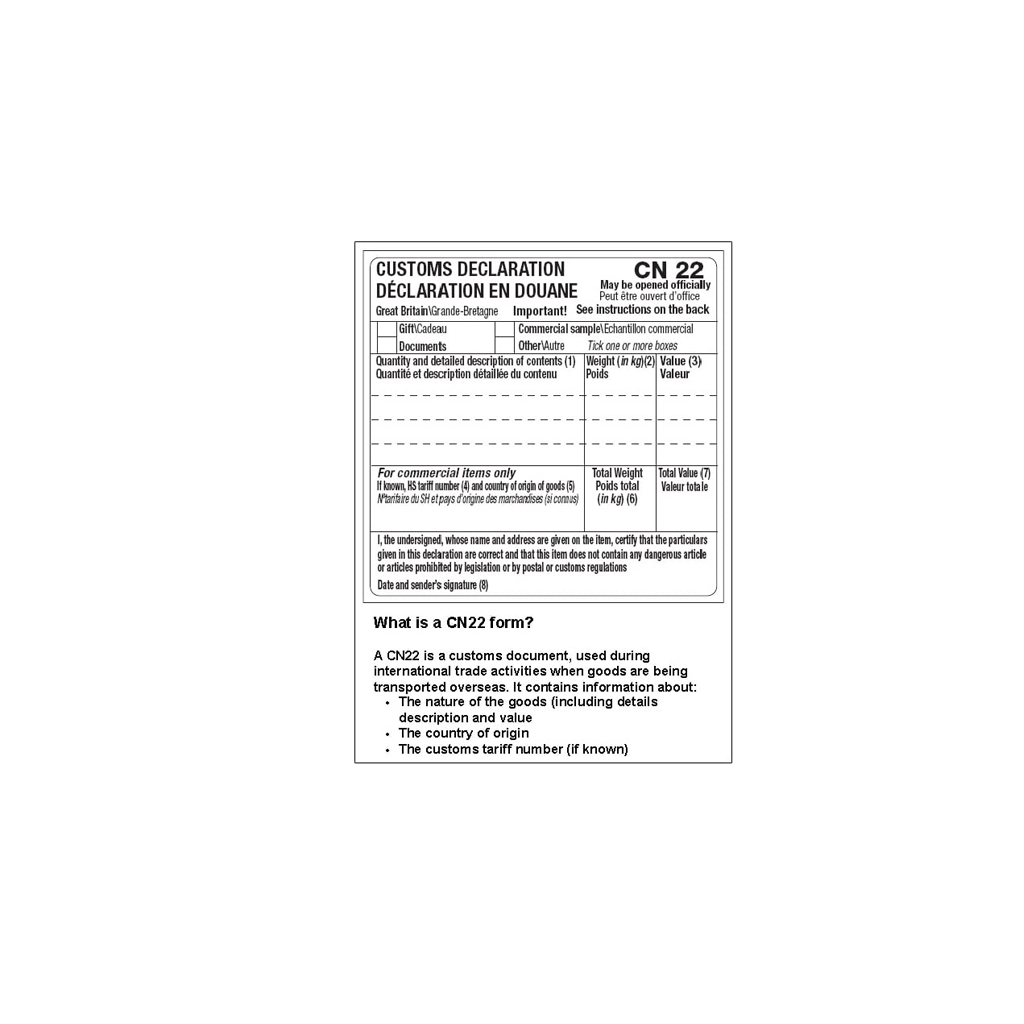 CUSTOMS DECLARATION
CN 22
DÉCLARATION EN DOUANE
May be opened officially
Peut être ouvert d'office
Great Britain\Grande-Bretagne
Important!
See instructions on the back
Gift\Cadeau
Commercial sample\Echantillon commercial
Documents
Other\Autre
Tick one or more boxes
Quantity and detailed description of contents (1)
Quantité et description détaillée du contenu
Weight (in kg)(2)
Poids
Value (3)
Valeur
For commercial items only
If known, HS tariff number (4) and country of origin of goods (5)
N°tarifaire du SH et pays d'origine des marchandises (si connus)
Total Weight
Poids total
(in kg) (6)
Total Value (7)
Valeur totale
I, the undersigned, whose name and address are given on the item, certify that the particulars
given in this declaration are correct and that this item does not contain any dangerous article
or articles prohibited by legislation or by postal or customs regulations
Date and sender's signature (8)
What is a CN22 form?
A CN22 is a customs document, used during
international trade activities when goods are being
transported overseas. It contains information about:
• The nature of the goods (including details
description and value
• The country of origin
• The customs tariff number (if known)